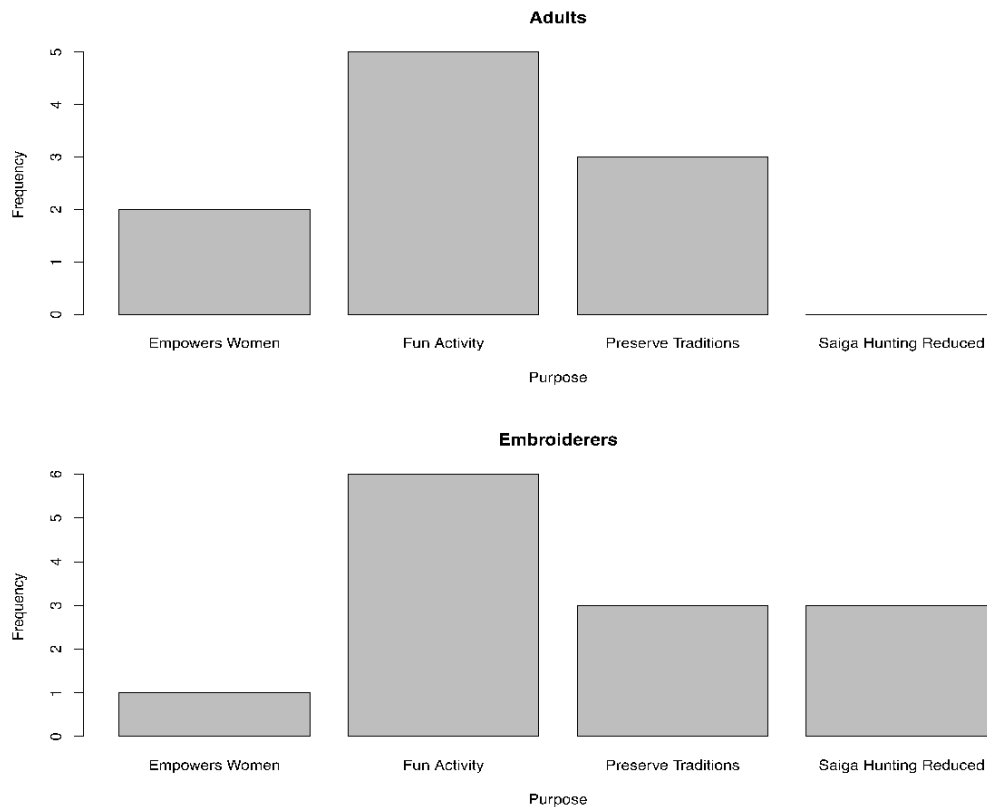 Adults
5
4
3
2
1
0
Frequency
Empowers Women Fun Activity Preserve Traditions Saiga Hunting Reduced
Purpose
Embroiderers
6
5
4
3
2
1
0
Frequency
Empowers Women Fun Activity Preserve Traditions Saiga Hunting Reduced
Purpose